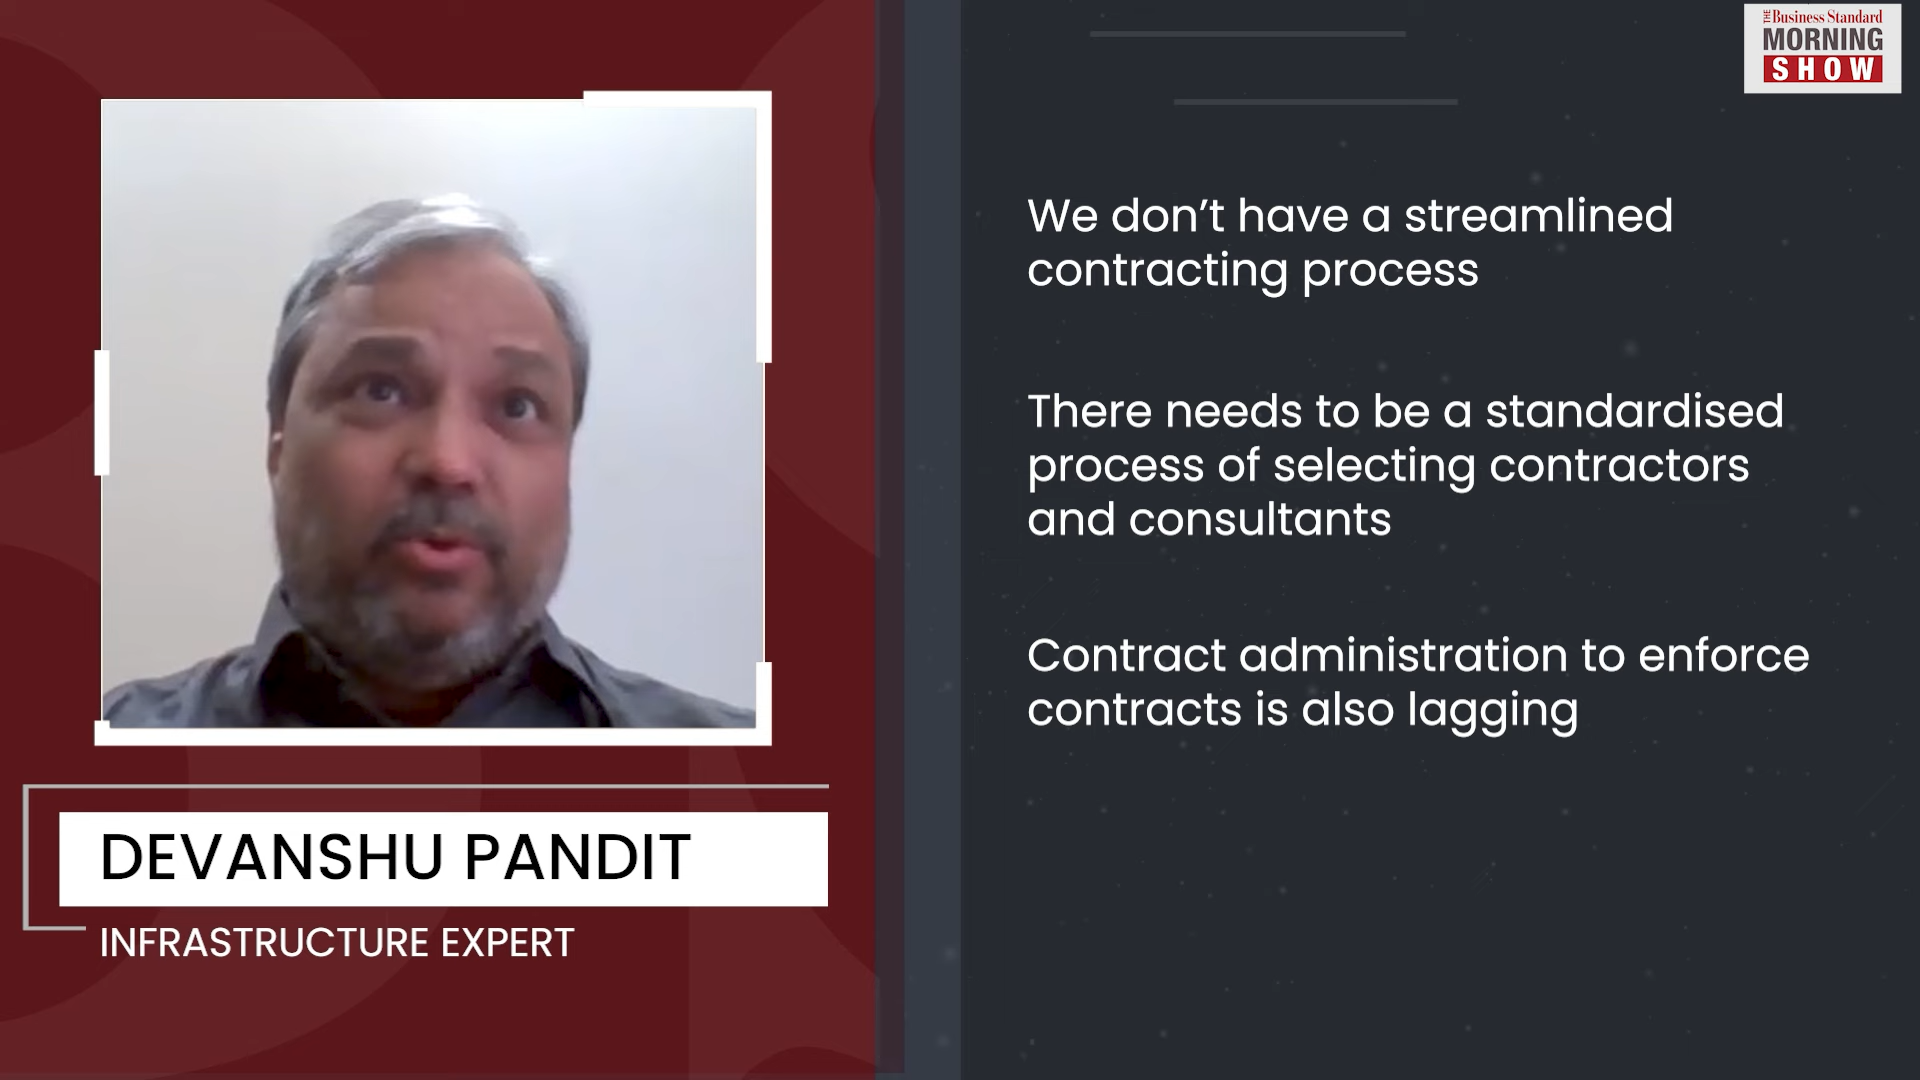 THE Business Standard
MORNING
SHOW
We don't have a streamlined
contracting process
There needs to be a standardised
process of selecting contractors
and consultants
Contract administration to enforce
contracts is also lagging
DEVANSHU PANDIT
INFRASTRUCTURE EXPERT